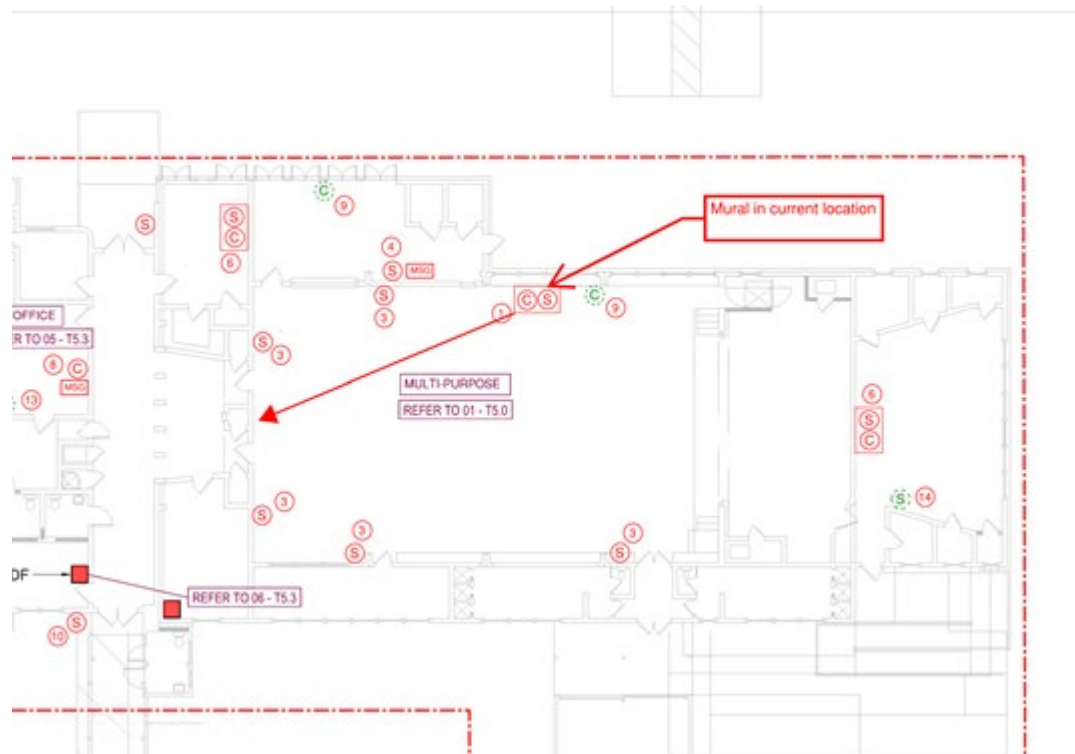 Mural in current location
S
S
C
6
C
9
4
S
MSG
S
3
1
C S
C
9
S
3
OFFICE
ER TO 05 - T5.3
8
C
MSG
13
MULTI-PURPOSE
REFER TO 01 - T5.0
6
S
C
S
14
3
S
3
S
3
S
DF
REFER TO 06 - T5.3
10
S